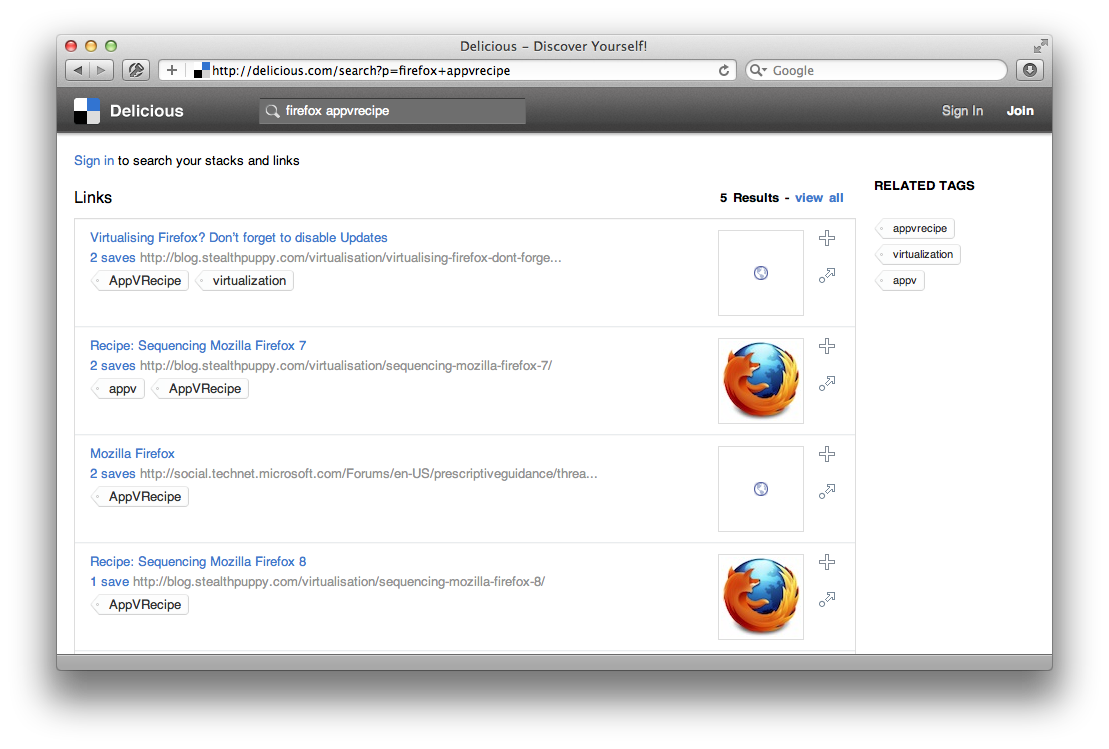 Delicious – Discover Yourself!
http://delicious.com/search?p=firefox+appvrecipe
Google
Delicious
firefox appvrecipe
Sign In
Join
Sign in to search your stacks and links
Links
5 Results - view all
Virtualising Firefox? Don't forget to disable Updates
2 saves http://blog.stealthpuppy.com/virtualisation/virtualising-firefox-dont-forge...
AppVRecipe virtualization
Recipe: Sequencing Mozilla Firefox 7
2 saves http://blog.stealthpuppy.com/virtualisation/sequencing-mozilla-firefox-7/
appv AppVRecipe
Mozilla Firefox
2 saves http://social.technet.microsoft.com/Forums/en-US/prescriptiveguidance/threa...
AppVRecipe
Recipe: Sequencing Mozilla Firefox 8
1 save http://blog.stealthpuppy.com/virtualisation/sequencing-mozilla-firefox-8/
AppVRecipe
RELATED TAGS
appvrecipe
virtualization
appv